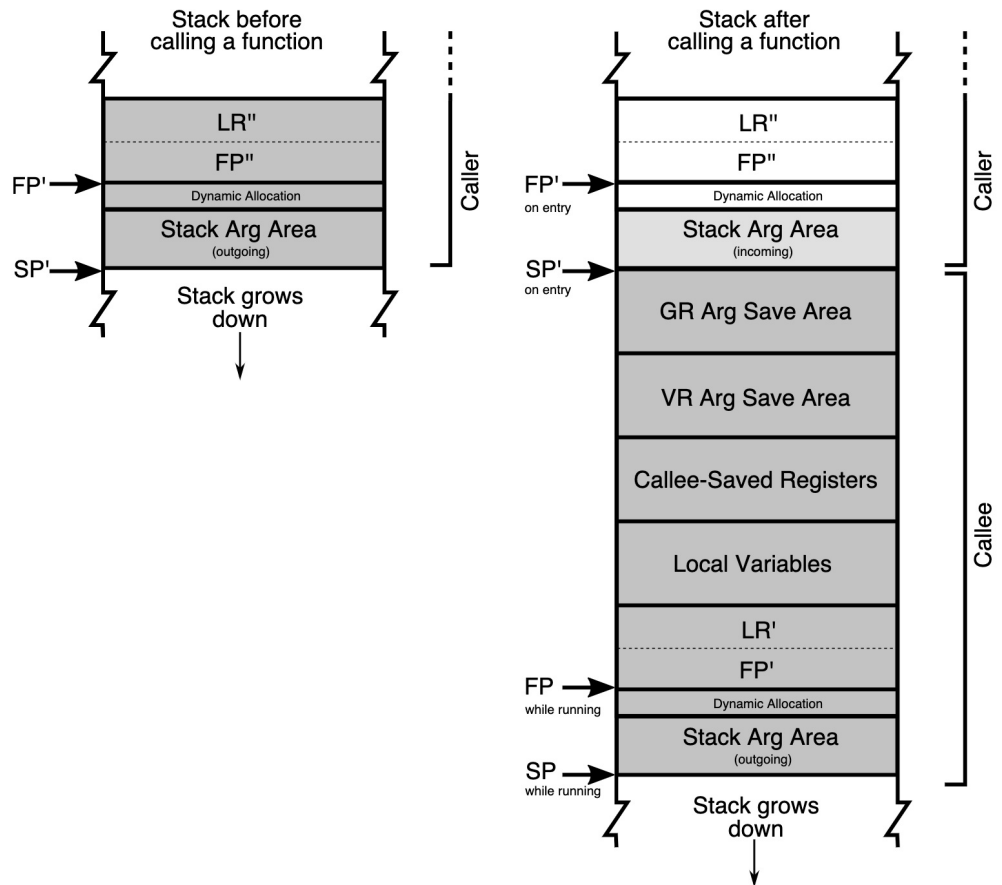 Stack before
calling a function
LR"
FP"
FP'
Dynamic Allocation
Stack Arg Area
(outgoing)
SP'
Caller
Stack grows
down
Stack after
calling a function
LR"
FP"
FP'
on entry
Dynamic Allocation
Stack Arg Area
(incoming)
SP'
on entry
Caller
GR Arg Save Area
VR Arg Save Area
Callee-Saved Registers
Local Variables
LR'
FP'
FP
while running
Dynamic Allocation
Stack Arg Area
(outgoing)
SP
while running
Callee
Stack grows
down